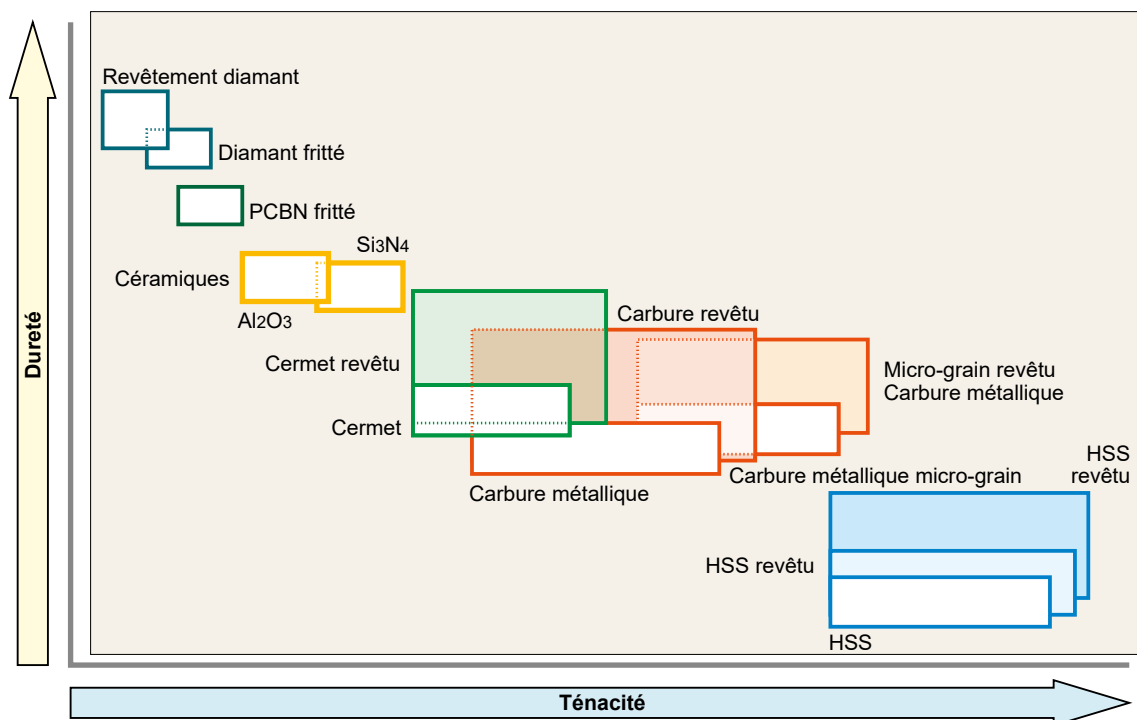 Revêtement diamant
Diamant fritté
PCBN fritté
Si3N4
Céramiques
Al2O3
Carbure revêtu
Cermet revêtu
Micro-grain revêtu
Carbure métallique
Cermet
HSS
revêtu
Carbure métallique micro-grain
Carbure métallique
HSS revêtu
HSS
Dureté
Ténacité